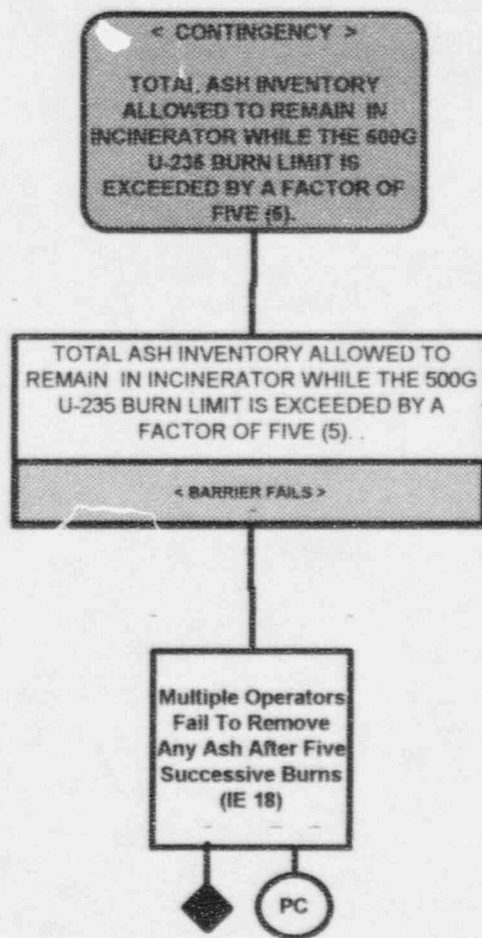 < CONTINGENCY >
TOTAL ASH INVENTORY
ALLOWED TO REMAIN IN
INCINERATOR WHILE THE 500G
U-235 BURN LIMIT IS
EXCEEDED BY A FACTOR OF
FIVE (5).
TOTAL ASH INVENTORY ALLOWED TO
REMAIN IN INCINERATOR WHILE THE 500G
U-235 BURN LIMIT IS EXCEEDED BY A
FACTOR OF FIVE (5). .
< BARRIER FAILS >
Multiple Operators
Fail To Remove
Any Ash After Five
Successive Burns
(IE 18)
PC